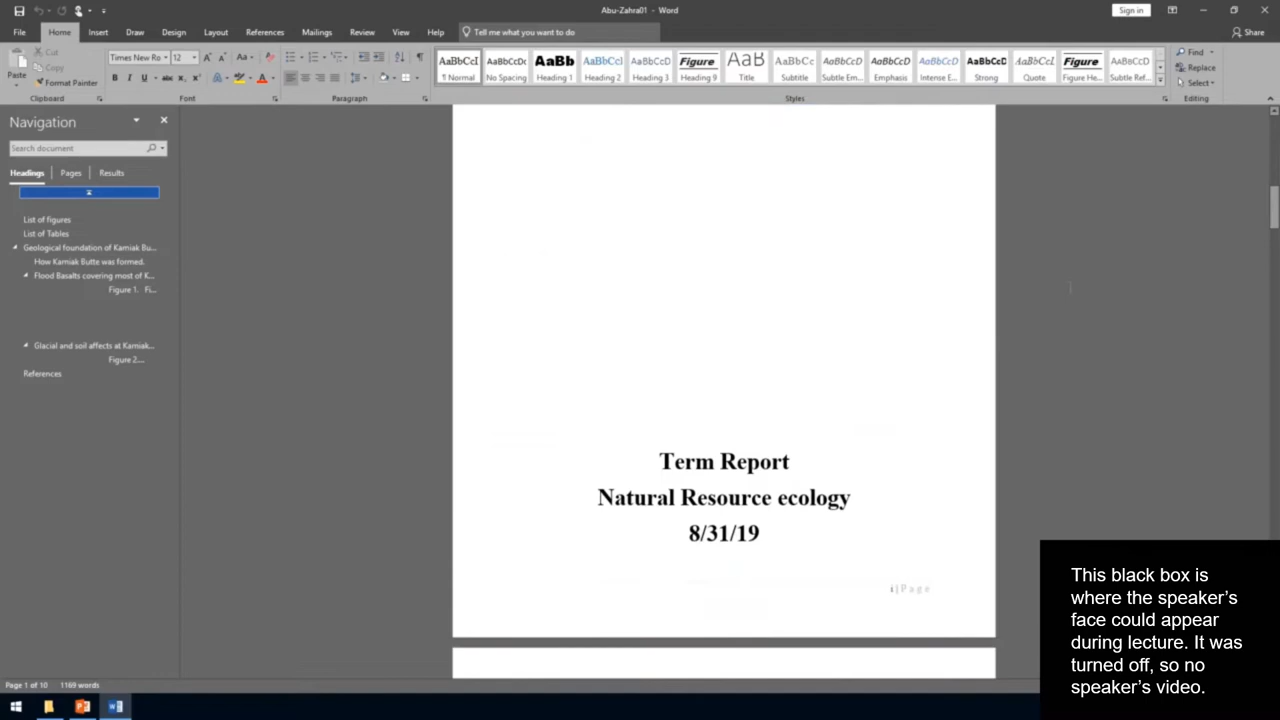 Abu-Zahra01 - Word
Sign in
File Home Insert Draw Design Layout References Mailings Review View Help Tell me what you want to do Share
Paste
Cut
Copy
Format Painter
Clipboard
Times New Ro 12
Font
Paragraph
AaBbCcI AaBbCcDc AaBb AaBbCcl AaBbCcD Figure AaB AaBbCc AaBbCcD AaBbCcD AaBbCcD AaBbCcD AaBbCcL Figure AaBbCcD
¶ Normal No Spacing Heading 1 Heading 2 Heading 3 Heading 9 Title Subtitle Subtle Em... Emphasis Intense E... Strong Quote Figure He... Subtle Ref...
Styles
Find
Replace
Select
Editing
Navigation
Search document
Headings Pages Results
List of figures
List of Tables
Geological foundation of Kamiak Bu...
How Kamiak Butte was formed.
Flood Basalts covering most of K...
Figure 1. Fi...
Glacial and soil affects at Kamiak...
Figure 2....
References
Term Report
Natural Resource ecology
8/31/19
i | P a g e
This black box is
where the speaker's
face could appear
during lecture. It was
turned off, so no
speaker's video.
Page 1 of 10 1169 words